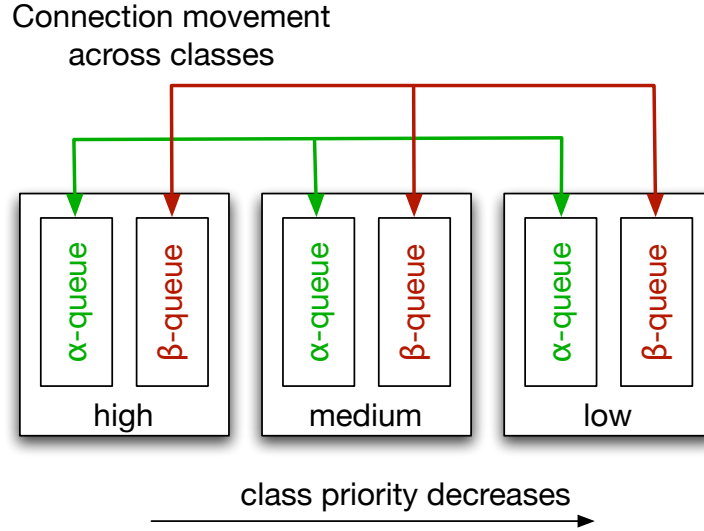 Connection movement
across classes
α-queue
β-queue
α-queue
β-queue
α-queue
β-queue
high
medium
low
class priority decreases